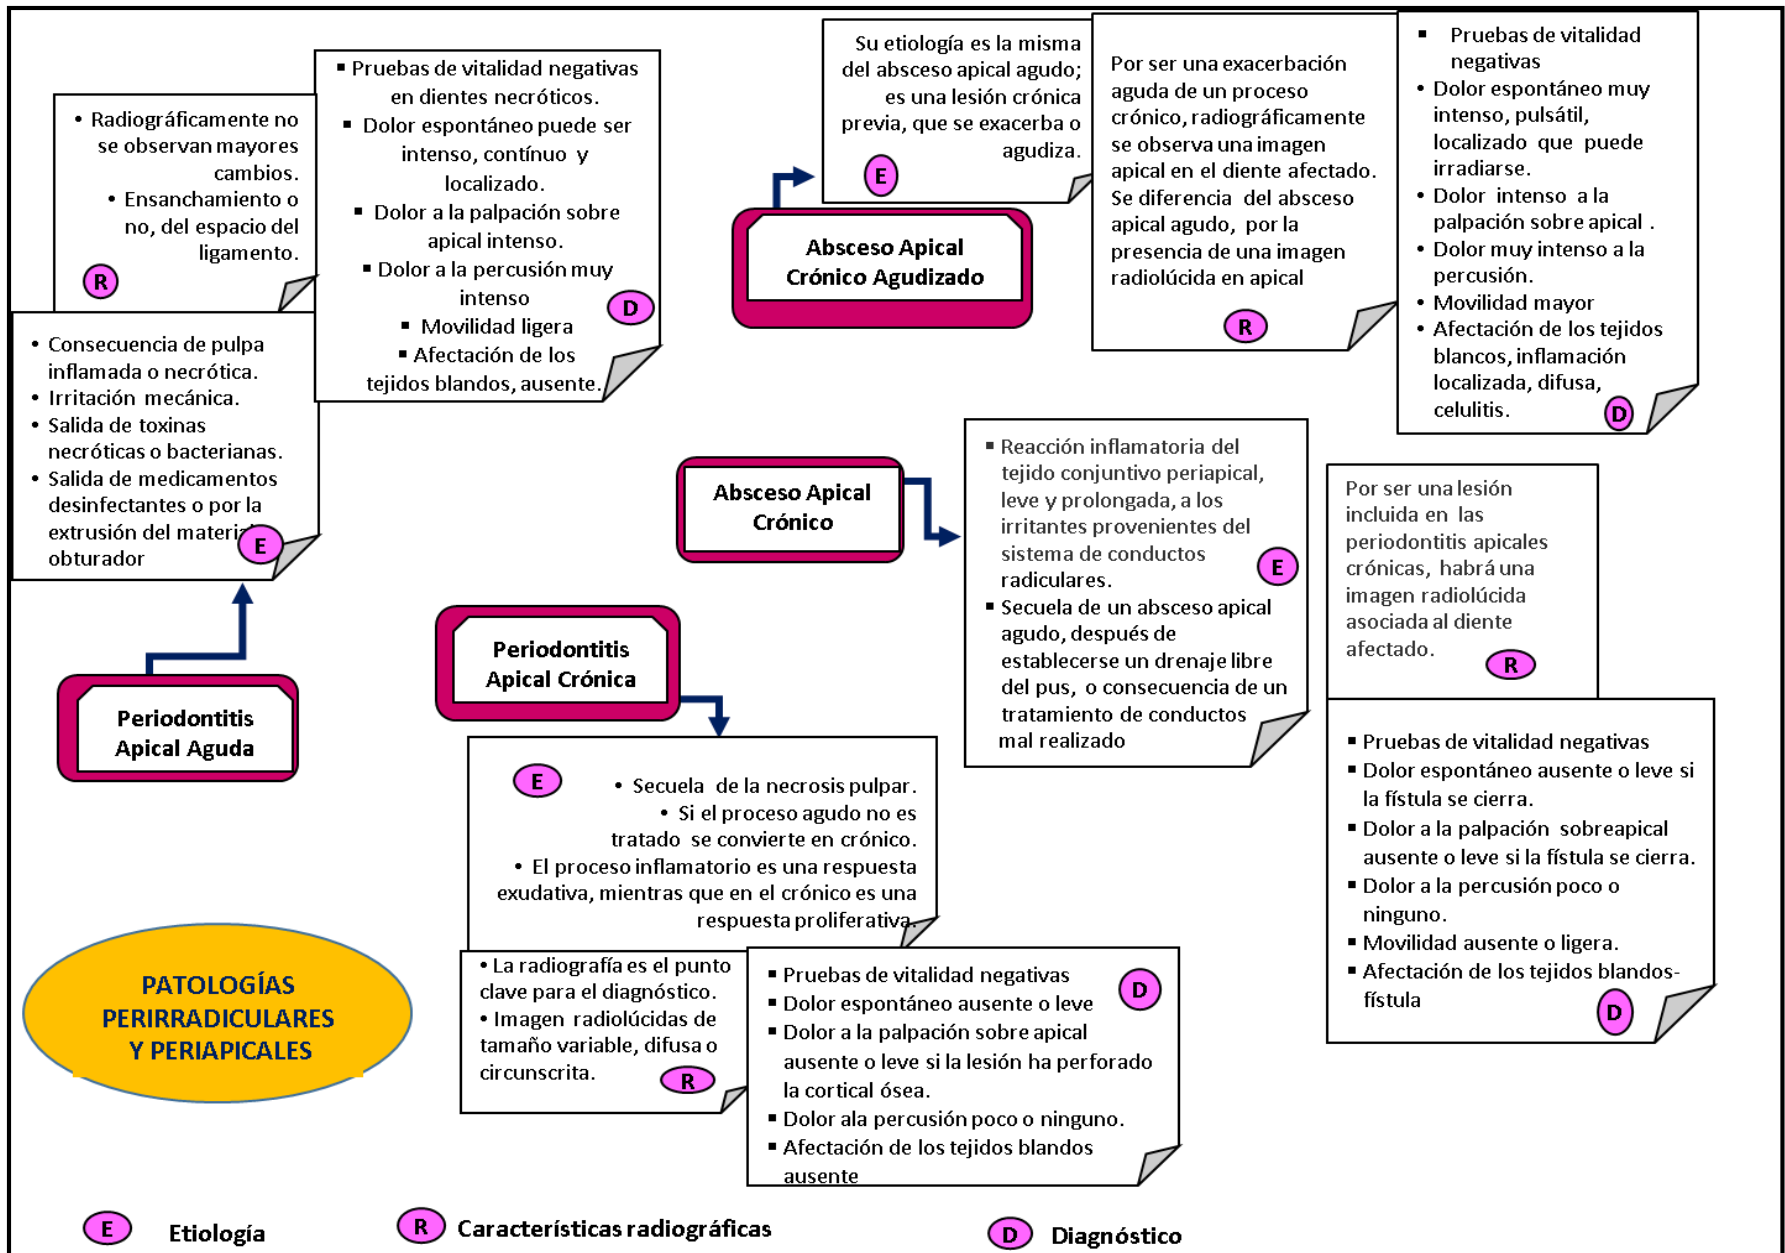 • Radiográficamente no
se observan mayores
cambios.
• Ensanchamiento o
no, del espacio del
ligamento.
R
▪ Pruebas de vitalidad negativas
en dientes necróticos.
▪ Dolor espontáneo puede ser
intenso, contínuo y
localizado.
▪ Dolor a la palpación sobre
apical intenso.
▪ Dolor a la percusión muy
intenso
▪ Movilidad ligera
▪ Afectación de los
tejidos blandos, ausente.
D
• Consecuencia de pulpa
inflamada o necrótica.
• Irritación mecánica.
• Salida de toxinas
necróticas o bacterianas.
• Salida de medicamentos
desinfectantes o por la
extrusión del material
obturador
E
Periodontitis
Apical Aguda
Su etiología es la misma
del absceso apical agudo;
es una lesión crónica
previa, que se exacerba o
agudiza.
E
Absceso Apical
Crónico Agudizado
Por ser una exacerbación
aguda de un proceso
crónico, radiográficamente
se observa una imagen
apical en el diente afectado.
Se diferencia del absceso
apical agudo, por la
presencia de una imagen
radiolúcida en apical
R
▪ Pruebas de vitalidad
negativas
• Dolor espontáneo muy
intenso, pulsátil,
localizado que puede
irradiarse.
• Dolor intenso a la
palpación sobre apical .
• Dolor muy intenso a la
percusión.
• Movilidad mayor
• Afectación de los tejidos
blancos, inflamación
localizada, difusa,
celulitis.
D
Absceso Apical
Crónico
▪ Reacción inflamatoria del
tejido conjuntivo periapical,
leve y prolongada, a los
irritantes provenientes del
sistema de conductos
radiculares.
▪ Secuela de un absceso apical
agudo, después de
establecerse un drenaje libre
del pus, o consecuencia de un
tratamiento de conductos
mal realizado
E
Por ser una lesión
incluida en las
periodontitis apicales
crónicas, habrá una
imagen radiolúcida
asociada al diente
afectado.
R
▪ Pruebas de vitalidad negativas
▪ Dolor espontáneo ausente o leve si
la fístula se cierra.
▪ Dolor a la palpación sobreapical
ausente o leve si la fístula se cierra.
▪ Dolor a la percusión poco o
ninguno.
▪ Movilidad ausente o ligera.
▪ Afectación de los tejidos blandos-
fístula
D
Periodontitis
Apical Crónica
E
• Secuela de la necrosis pulpar.
• Si el proceso agudo no es
tratado se convierte en crónico.
• El proceso inflamatorio es una respuesta
exudativa, mientras que en el crónico es una
respuesta proliferativa.
• La radiografía es el punto
clave para el diagnóstico.
• Imagen radiolúcidas de
tamaño variable, difusa o
circunscrita.
R
▪ Pruebas de vitalidad negativas
▪ Dolor espontáneo ausente o leve
▪ Dolor a la palpación sobre apical
ausente o leve si la lesión ha perforado
la cortical ósea.
▪ Dolor ala percusión poco o ninguno.
▪ Afectación de los tejidos blandos
ausente
D
PATOLOGÍAS
PERIRRADICULARES
Y PERIAPICALES
E Etiología
R Características radiográficas
D Diagnóstico